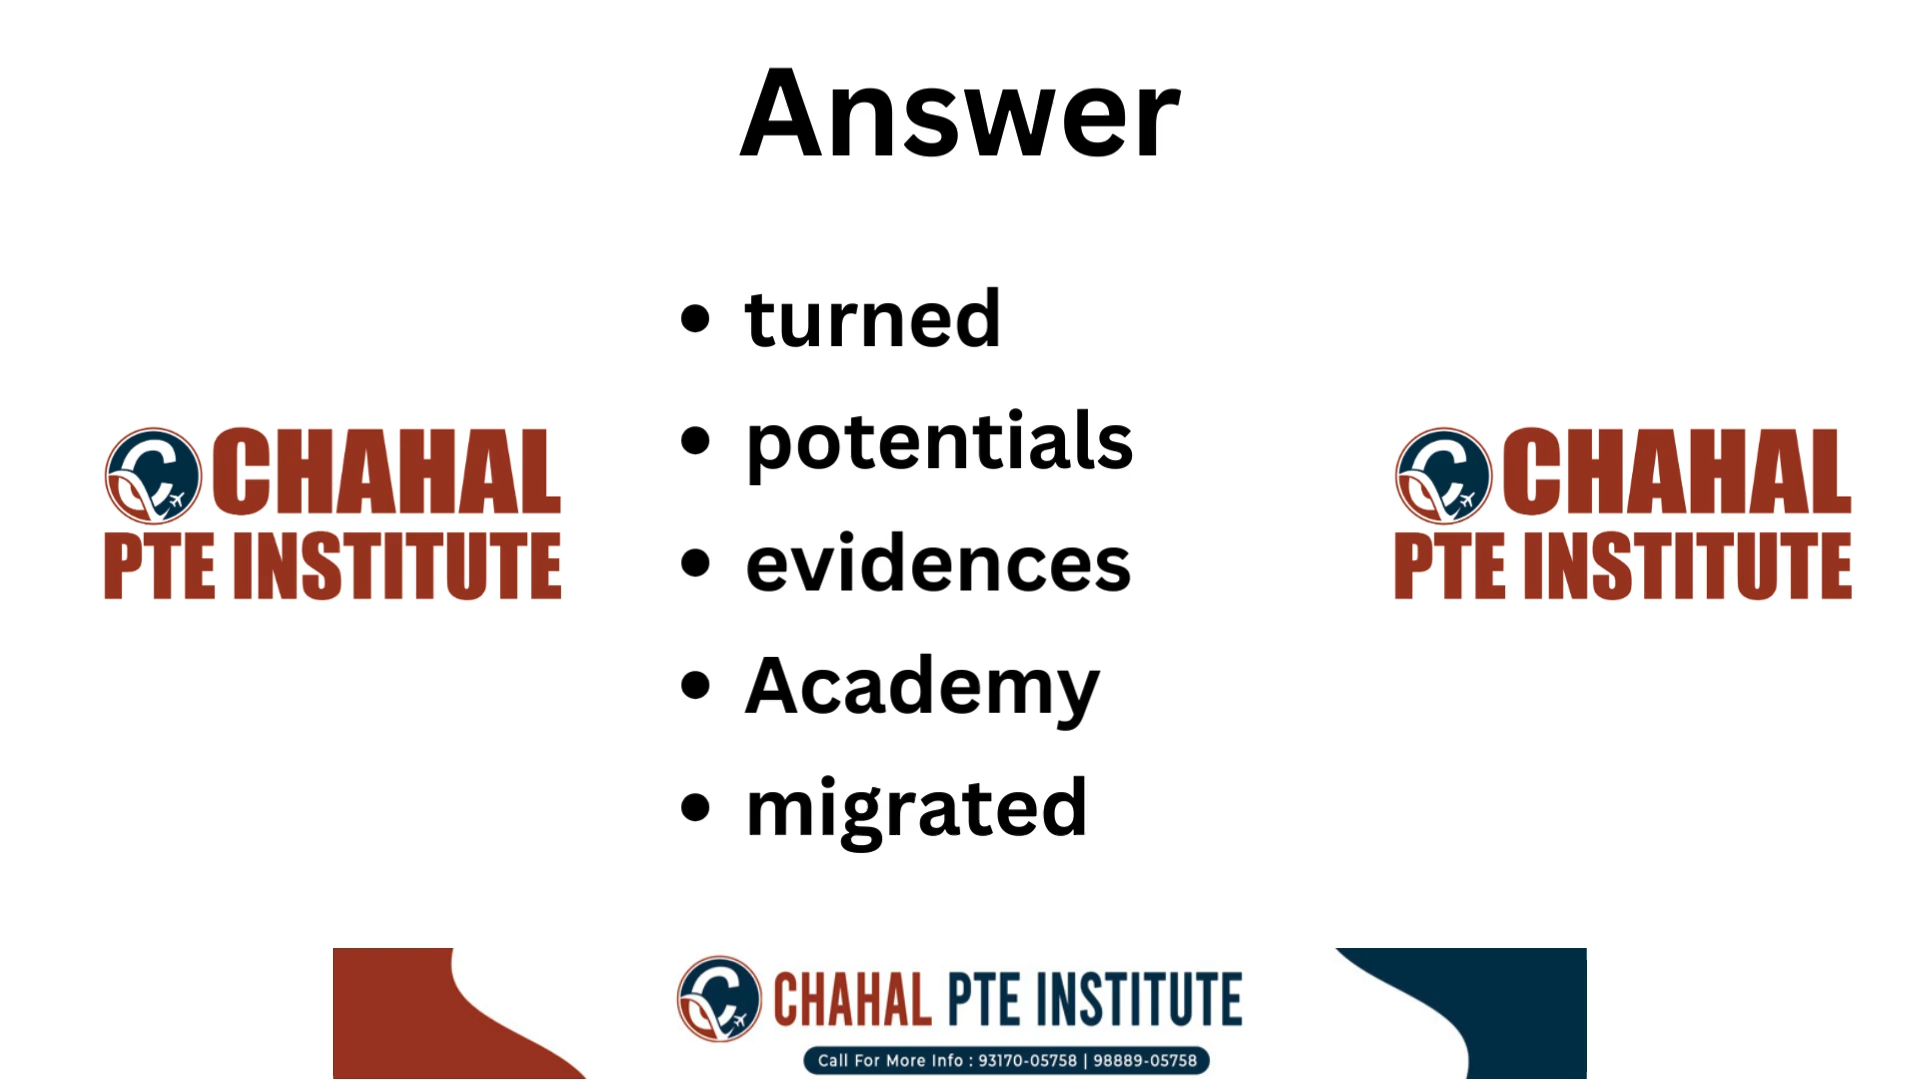 Answer
• turned
• potentials
• evidences
• Academy
• migrated
CHAHAL
PTE INSTITUTE
CHAHAL
PTE INSTITUTE
CHAHAL PTE INSTITUTE
Call For More Info : 93170-05758 | 98889-05758